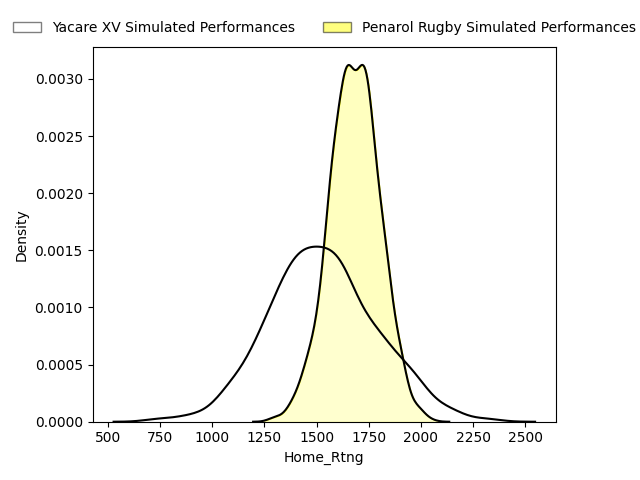 Yacare XV Simulated Performances Penarol Rugby Simulated Performances
0.0030
0.0025
0.0020
0.0015
0.0010
0.0005
0.0000
Density
500 750 1000 1250 1500 1750 2000 2250 2500
Home_Rtng